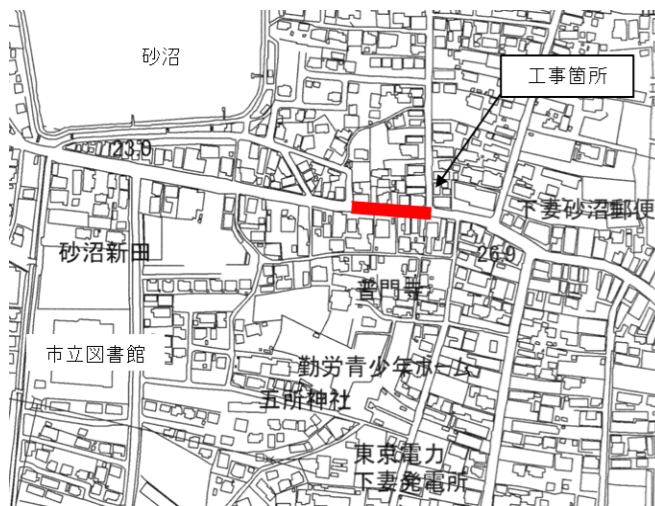 砂沼
工事箇所
23.9
下妻砂沼郵便
砂沼新田
26.9
普門寺
市立図書館
勤労青少年ホーム
五所神社
東京電力
下妻発電所